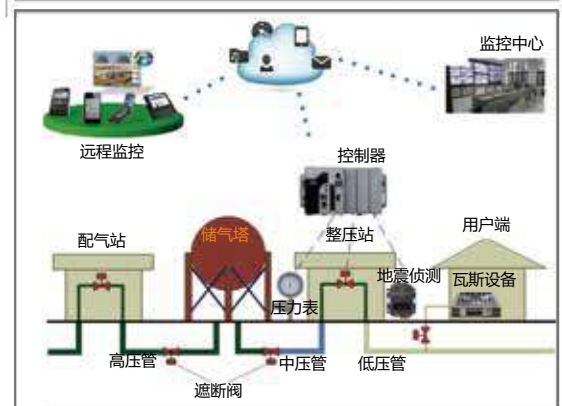 监控中心
远程监控
控制器
配气站
储气塔
整压站
用户端
地震侦测
瓦斯设备
压力表
高压管
中压管
低压管
遮断阀